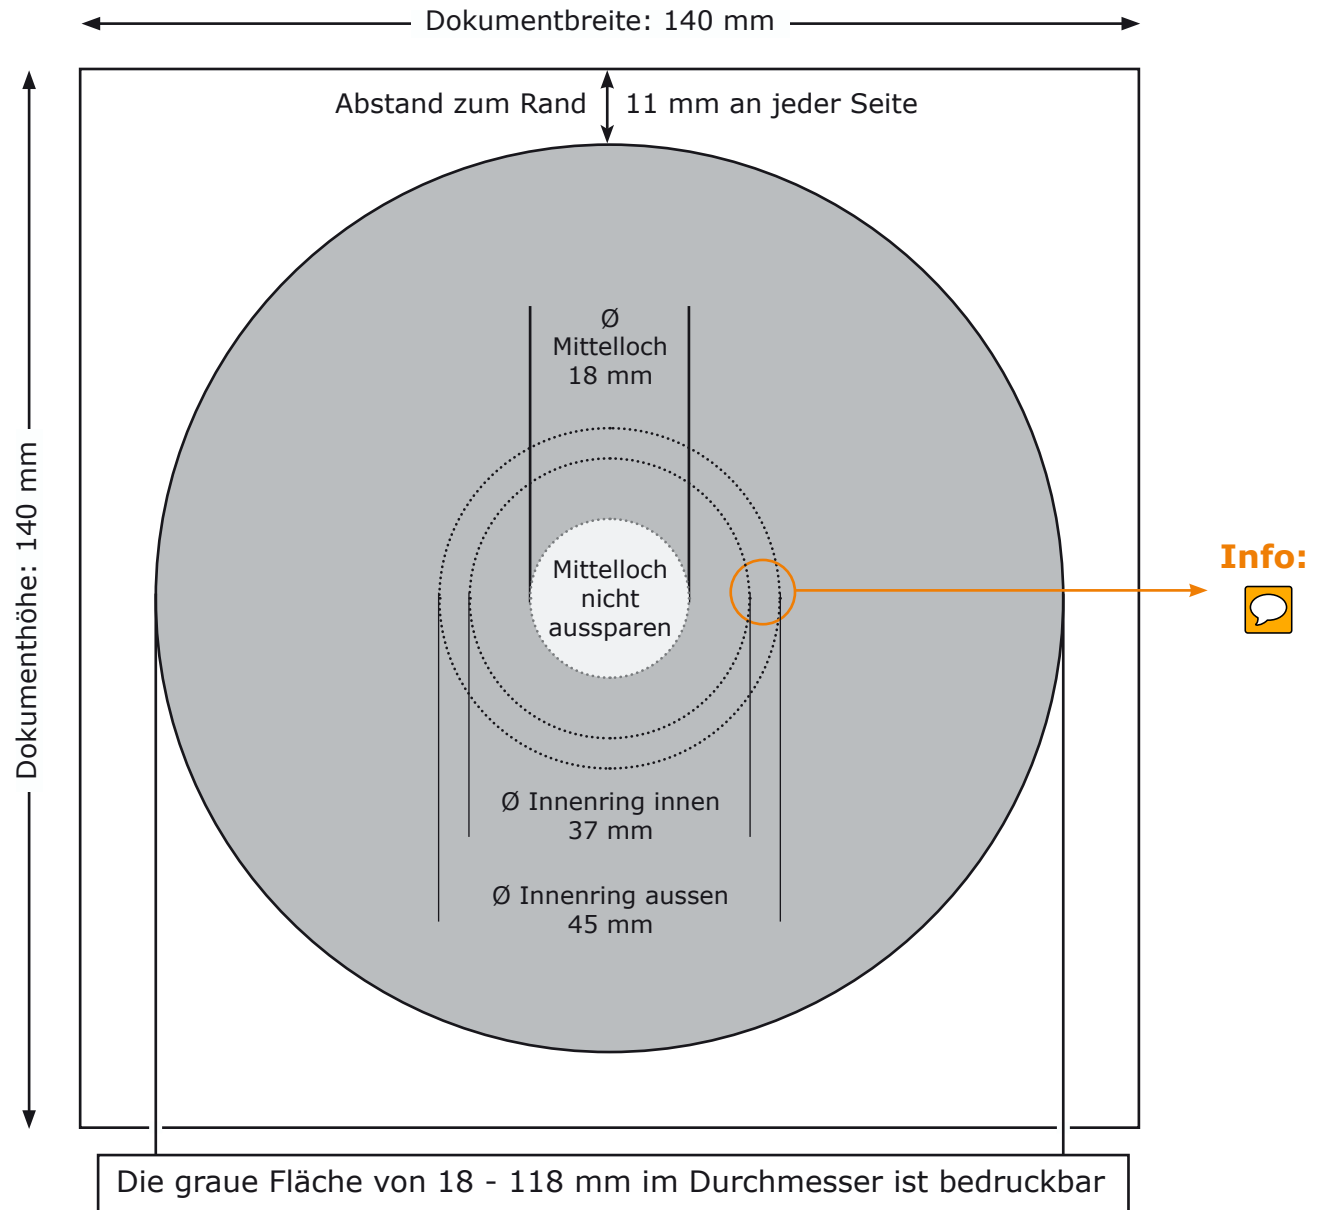 Dokumentbreite: 140 mm
Abstand zum Rand 11 mm an jeder Seite
Ø
Mittelloch
18 mm
Dokumenthöhe: 140 mm
Mittelloch
nicht
aussparen
Info:
Ø Innenring innen
37 mm
Ø Innenring aussen
45 mm
Die graue Fläche von 18 - 118 mm im Durchmesser ist bedruckbar